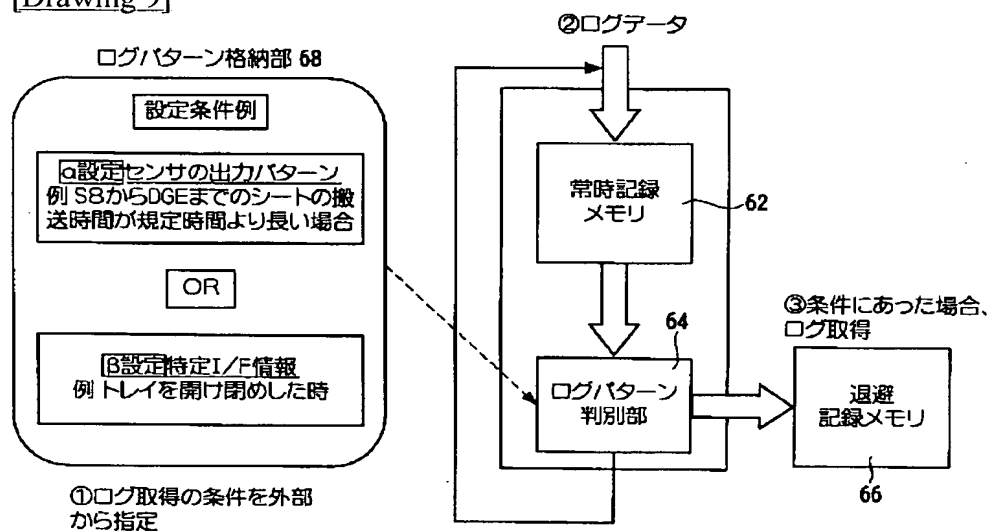 [Drawing 9]
ログパターン格納部 68
設定条件例
α設定センサの出力パターン
例 S8からDGEまでのシートの搬
送時間が規定時間より長い場合
OR
β設定特定I/F情報
例 トレイを開け閉めした時
①ログ取得の条件を外部
から指定
②ログデータ
常時記録
メモリ
62
64
ログパターン
判別部
③条件にあった場合、
ログ取得
退避
記録メモリ
66